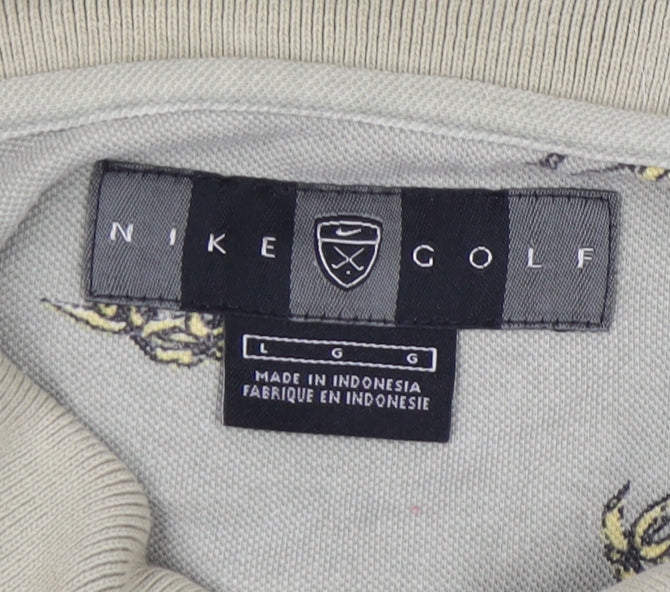 NIKE GOLF
L G G
MADE IN INDONESIA
FABRIQUE EN INDONESIE